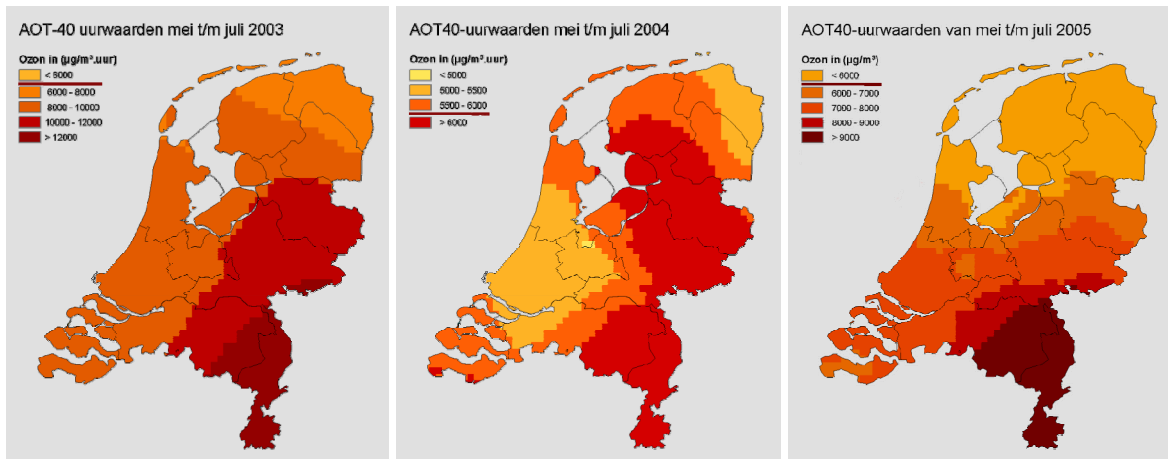 AOT-40 uurwaarden mei t/m juli 2003
Ozon in (µg/m³.uur)
< 6000
6000 - 8000
8000 - 10000
10000 - 12000
> 12000
AOT40-uurwaarden mei t/m juli 2004
Ozon in (µg/m³.uur)
< 5000
5000 - 5500
5500 - 6000
> 6000
AOT40-uurwaarden van mei t/m juli 2005
Ozon in (µg/m³)
< 6000
6000 - 7000
7000 - 8000
8000 - 9000
> 9000